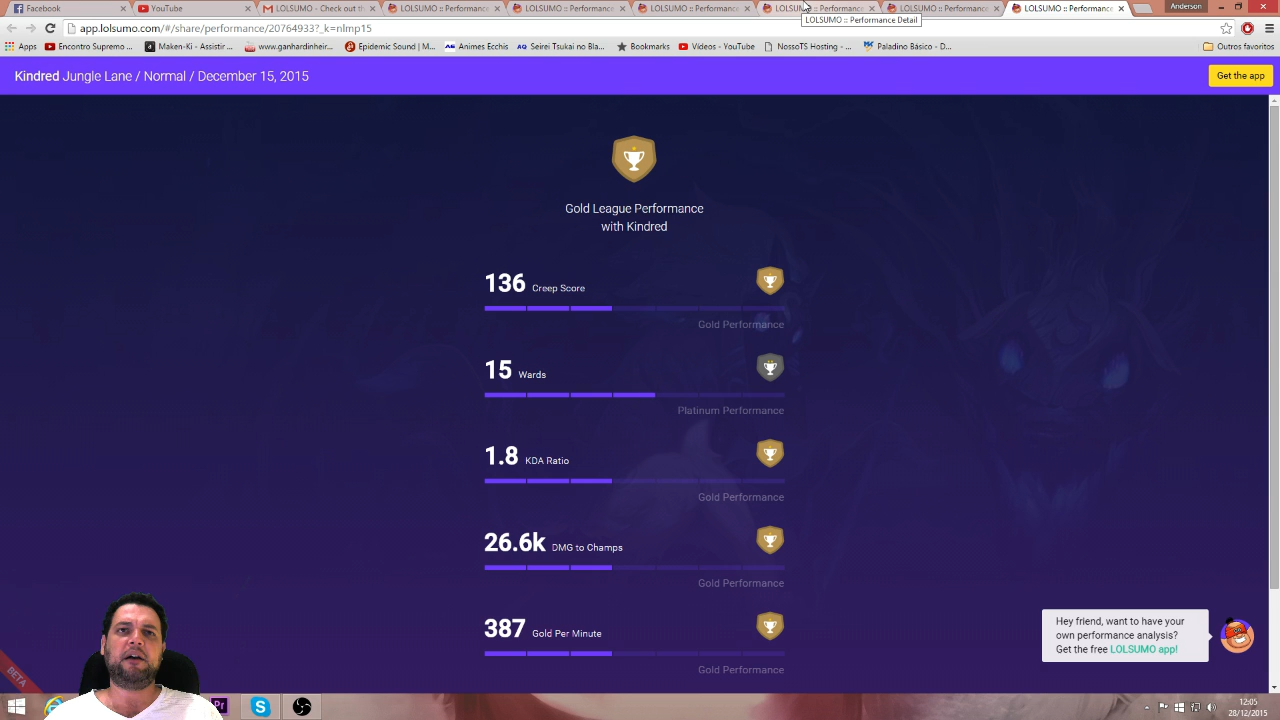 Facebook
YouTube
LOLSUMO - Check out th
LOLSUMO :: Performance
LOLSUMO :: Performance
LOLSUMO :: Performance
LOLSUMO :: Performance
LOLSUMO :: Performance
LOLSUMO :: Performance
Anderson
LOLSUMO :: Performance Detail
app.lolsumo.com/#/share/performance/20764933?_k=nlmp15
Apps
Encontro Supremo -...
Maken-Ki - Assistir ...
www.ganhardinheir...
Epidemic Sound | M...
Animes Ecchis
Seirei Tsukai no Bla...
Bookmarks
Vídeos - YouTube
NossoTS Hosting - ...
Paladino Básico - D...
Outros favoritos
Kindred Jungle Lane / Normal / December 15, 2015
Get the app
Gold League Performance
with Kindred
136 Creep Score
Gold Performance
15 Wards
Platinum Performance
1.8 KDA Ratio
Gold Performance
26.6k DMG to Champs
Gold Performance
387 Gold Per Minute
Gold Performance
Hey friend, want to have your
own performance analysis?
Get the free LOLSUMO app!
Pr
12:05
28/12/2015